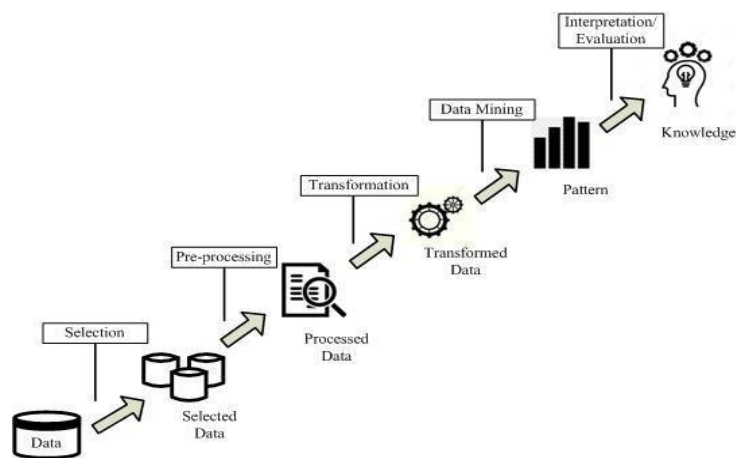 Interpretation/
Evaluation
Knowledge
Data Mining
Pattern
Transformation
Transformed
Data
Pre-processing
Processed
Data
Selection
Selected
Data
Data